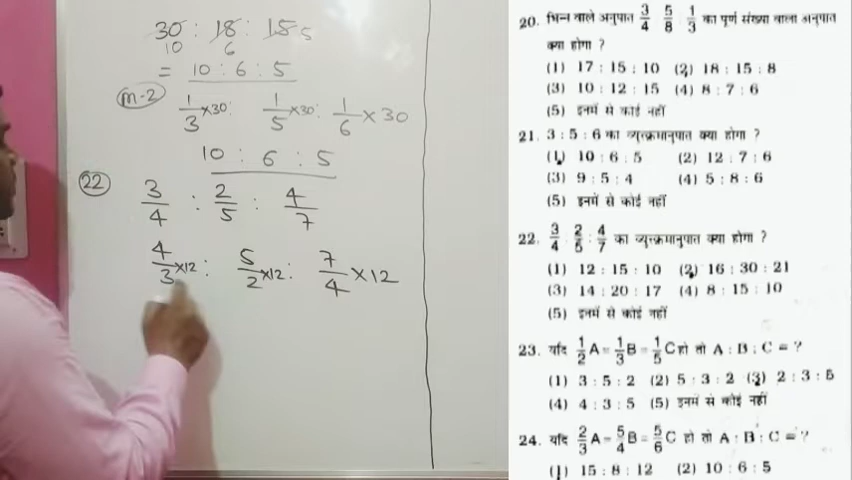 30 : 18 : 15 5
10 6
= 10 : 6 : 5
m-2
1/3 ×30 : 1/5 ×30 : 1/6 × 30
10 : 6 : 5
22
3/4 : 2/5 : 4/7
4/3 ×12 : 5/2 ×12 : 7/4 × 12
20. भिन्न वाले अनुपात 3/4 5/8 1/3 का पूर्ण संख्या वाला अनुपात
क्या होगा ?
(1) 17 : 15 : 10 (2) 18 : 15 : 8
(3) 10 : 12 : 15 (4) 8 : 7 : 6
(5) इनमें से कोई नहीं
21. 3 : 5 : 6 का व्युत्क्रमानुपात क्या होगा ?
(1) 10 : 6 : 5 (2) 12 : 7 : 6
(3) 9 : 5 : 4 (4) 5 : 8 : 6
(5) इनमें से कोई नहीं
22. 3/4 : 2/5 : 4/7 का व्युत्क्रमानुपात क्या होगा ?
(1) 12 : 15 : 10 (2) 16 : 30 : 21
(3) 14 : 20 : 17 (4) 8 : 15 : 10
(5) इनमें से कोई नहीं
23. यदि 1/2 A = 1/3 B = 1/5 C हो तो A : B : C = ?
(1) 3 : 5 : 2 (2) 5 : 3 : 2 (3) 2 : 3 : 5
(4) 4 : 3 : 5 (5) इनमें से कोई नहीं
24. यदि 2/3 A = 5/4 B = 5/6 C हो तो A : B : C = ?
(1) 15 : 8 : 12 (2) 10 : 6 : 5